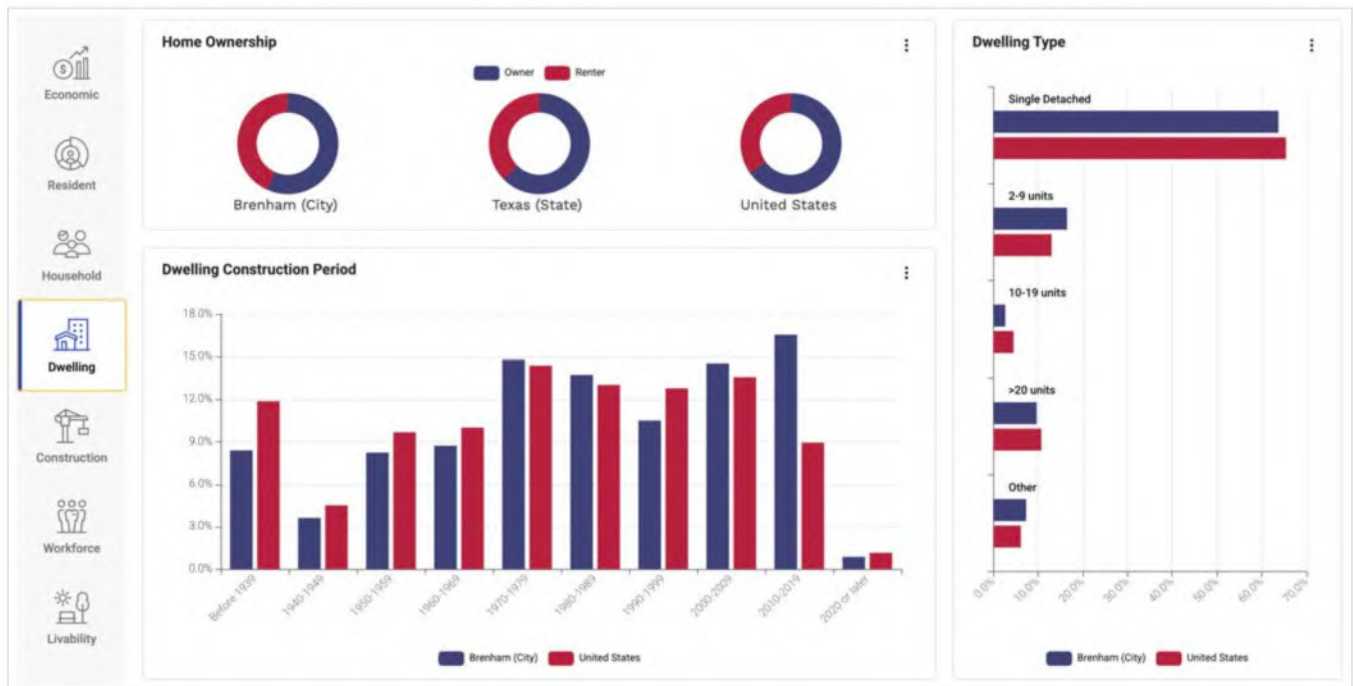 Economic
Resident
Household
Dwelling
Construction
Workforce
Livability
Home Ownership
Owner Renter
Brenham (City) Texas (State) United States
Dwelling Construction Period
18.0%
15.0%
12.0%
9.0%
6.0%
3.0%
0.0%
Before 1939 1940-1949 1950-1959 1960-1969 1970-1979 1980-1989 1990-1999 2000-2009 2010-2019 2020 or later
Brenham (City) United States
Dwelling Type
Single Detached
2-9 units
10-19 units
>20 units
Other
0.0% 10.0% 20.0% 30.0% 40.0% 50.0% 60.0% 70.0%
Brenham (City) United States